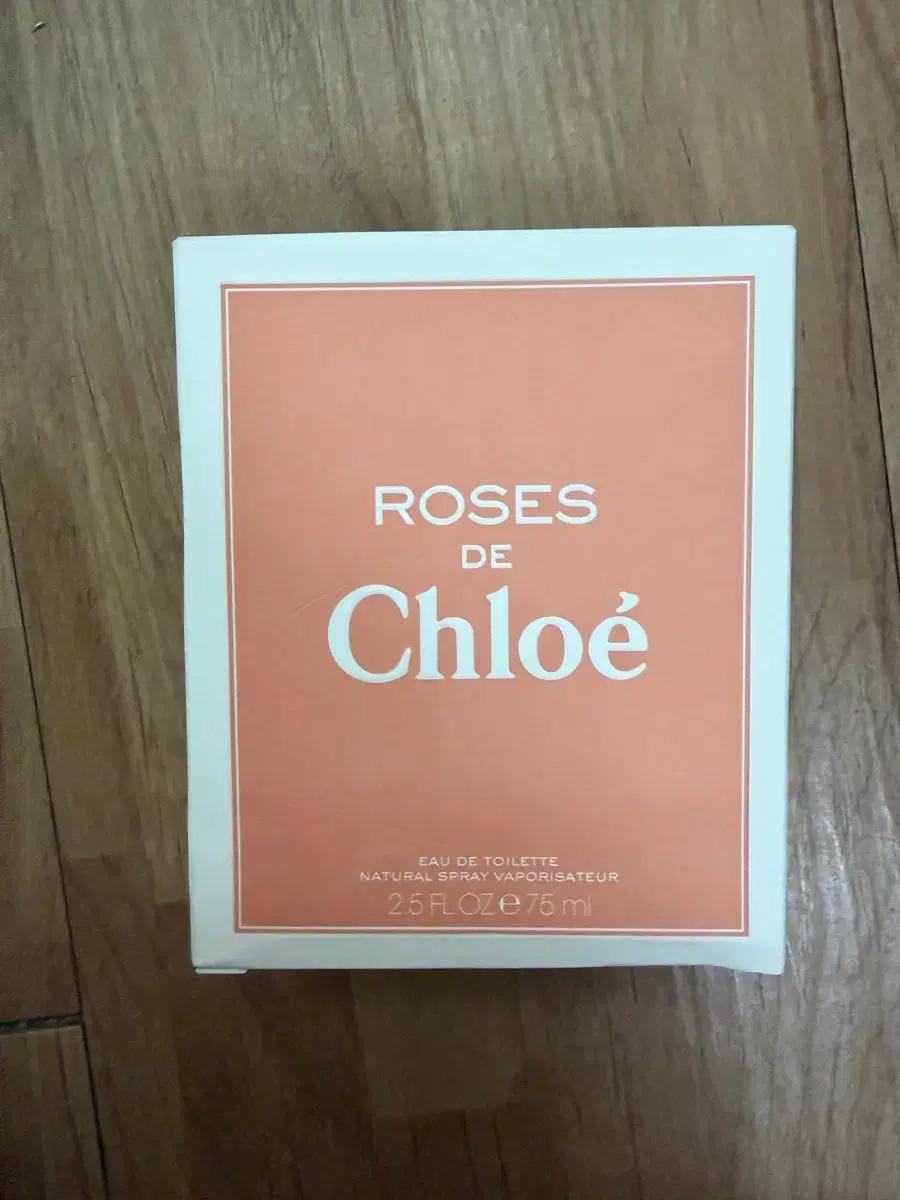 ROSES
DE
Chloé
EAU DE TOILETTE
NATURAL SPRAY VAPORISATEUR
2.5 FL OZ ℮ 75 ml